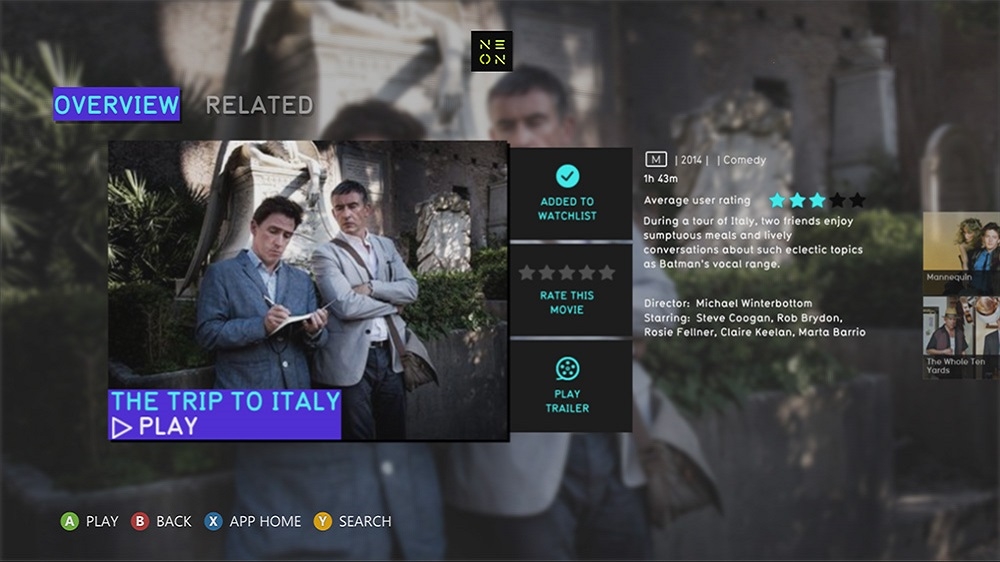 NE
ON
OVERVIEW RELATED
THE TRIP TO ITALY
PLAY
ADDED TO
WATCHLIST
RATE THIS
MOVIE
PLAY
TRAILER
M | 2014 | | Comedy
1h 43m
Average user rating
During a tour of Italy, two friends enjoy
sumptuous meals and lively
conversations about such eclectic topics
as Batman's vocal range.
Director: Michael Winterbottom
Starring: Steve Coogan, Rob Brydon,
Rosie Fellner, Claire Keelan, Marta Barrio
Mannequin
The Whole Ten
Yards
A PLAY B BACK X APP HOME Y SEARCH